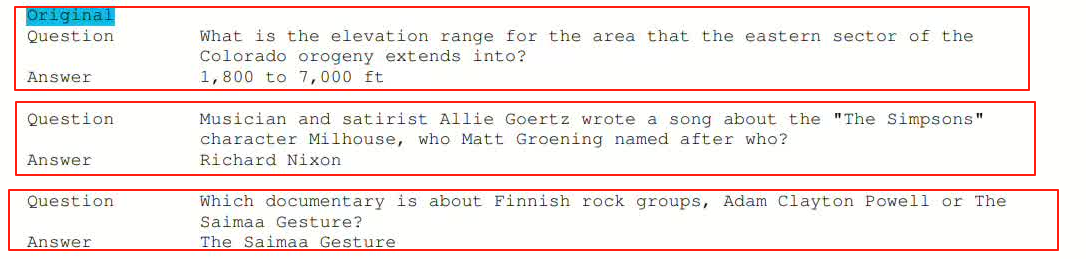 Original
Question What is the elevation range for the area that the eastern sector of the
Colorado orogeny extends into?
Answer 1,800 to 7,000 ft
Question Musician and satirist Allie Goertz wrote a song about the "The Simpsons"
character Milhouse, who Matt Groening named after who?
Answer Richard Nixon
Question Which documentary is about Finnish rock groups, Adam Clayton Powell or The
Saimaa Gesture?
Answer The Saimaa Gesture